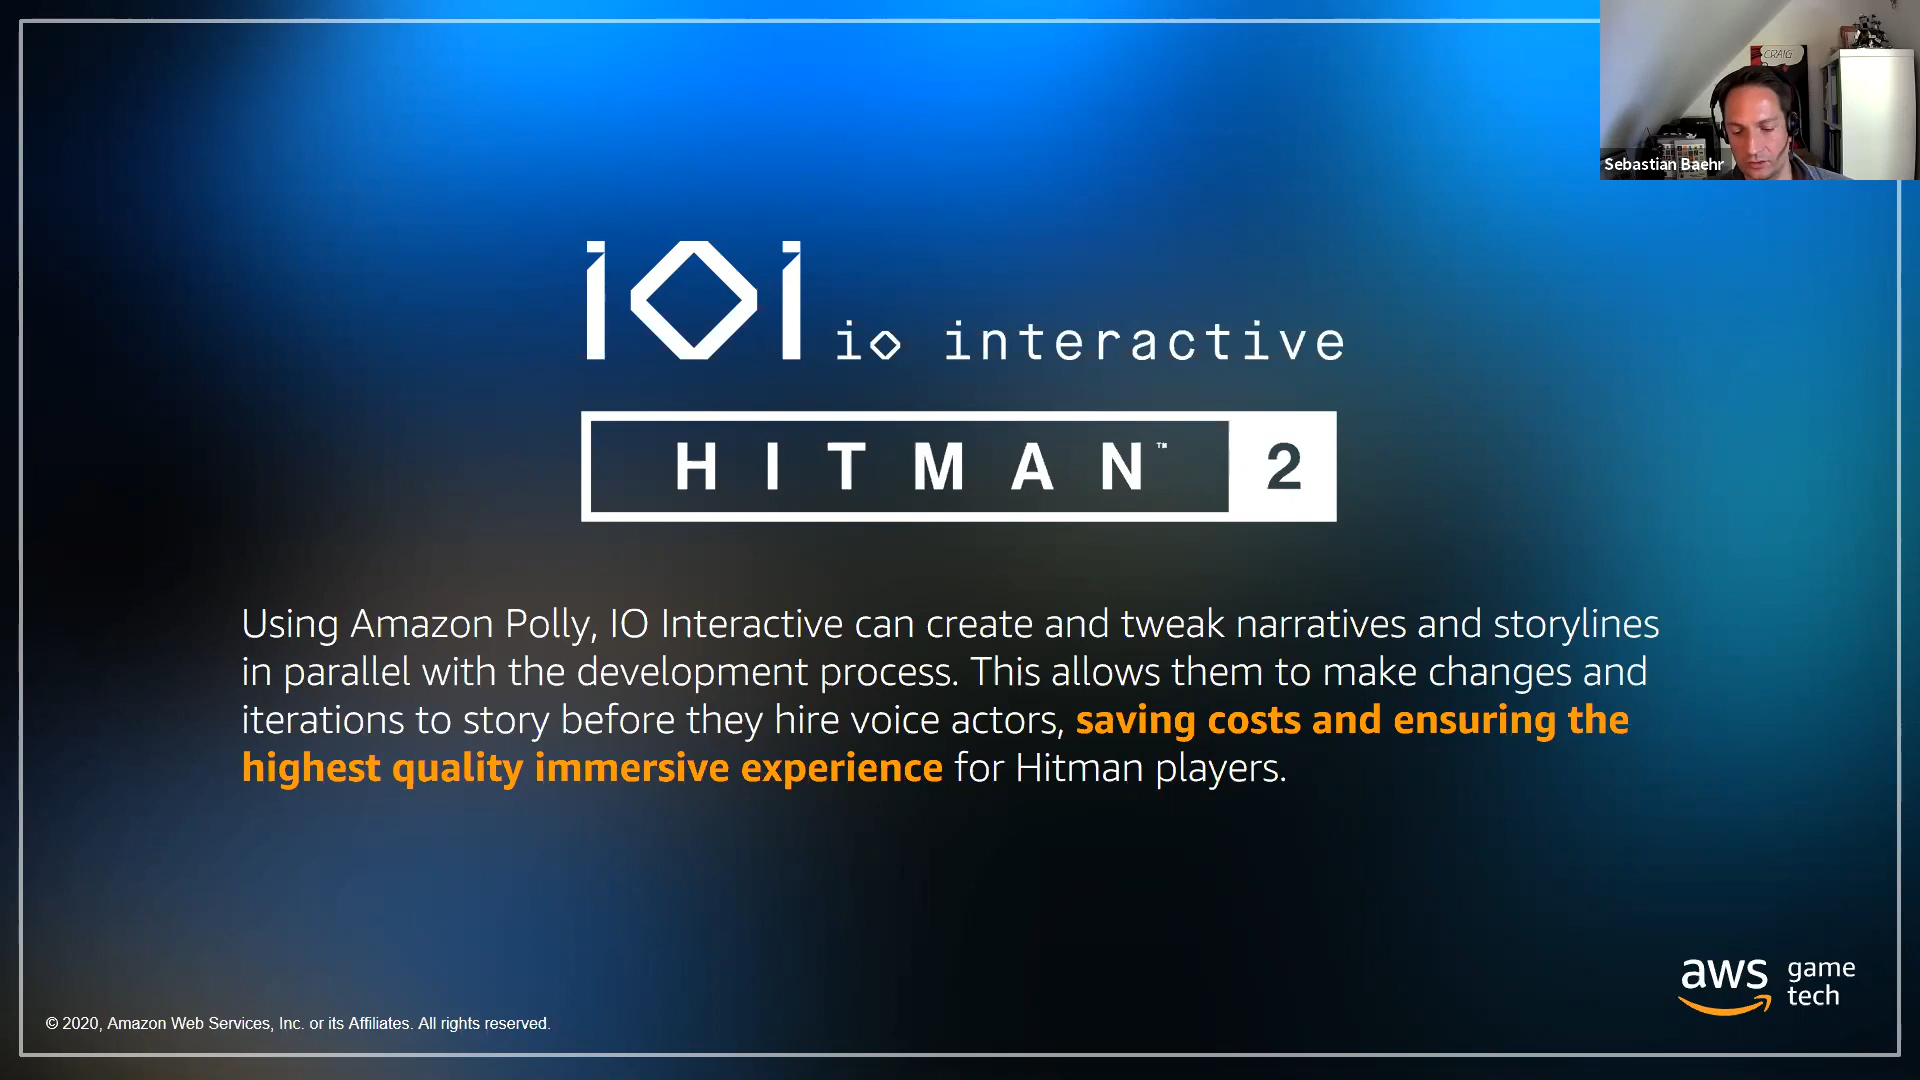 CRAIG
Sebastian Baehr
ioi io interactive
HITMAN™ 2
Using Amazon Polly, IO Interactive can create and tweak narratives and storylines
in parallel with the development process. This allows them to make changes and
iterations to story before they hire voice actors, saving costs and ensuring the
highest quality immersive experience for Hitman players.
aws game
tech
© 2020, Amazon Web Services, Inc. or its Affiliates. All rights reserved.